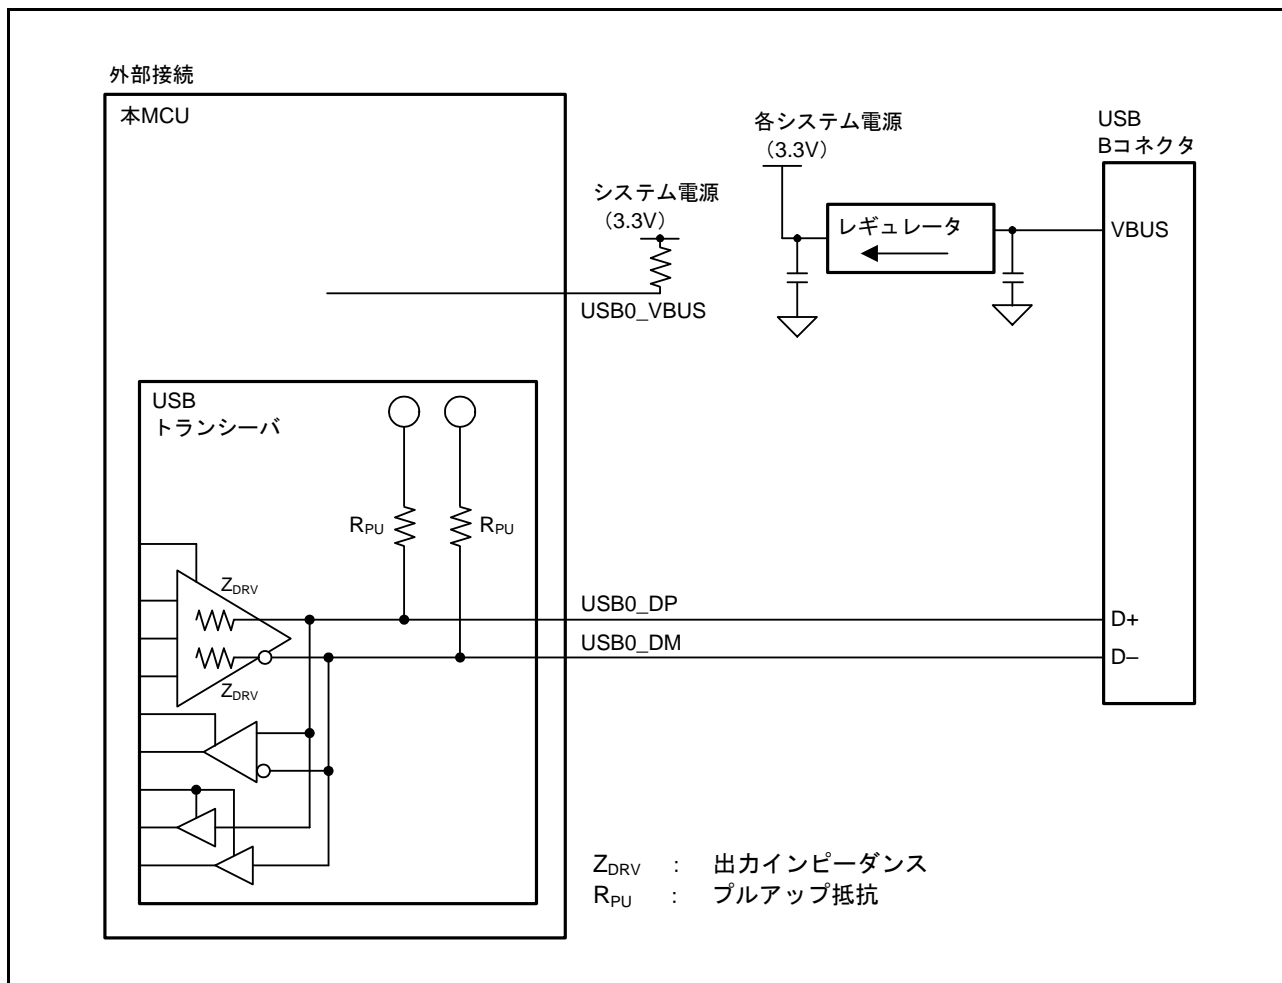 外部接続
本MCU
各システム電源
（3.3V）
USB
Bコネクタ
システム電源
（3.3V）
レギュレータ
VBUS
USB0_VBUS
USB
トランシーバ
RPU
RPU
ZDRV
ZDRV
USB0_DP
USB0_DM
D+
D−
ZDRV : 出力インピーダンス
RPU : プルアップ抵抗